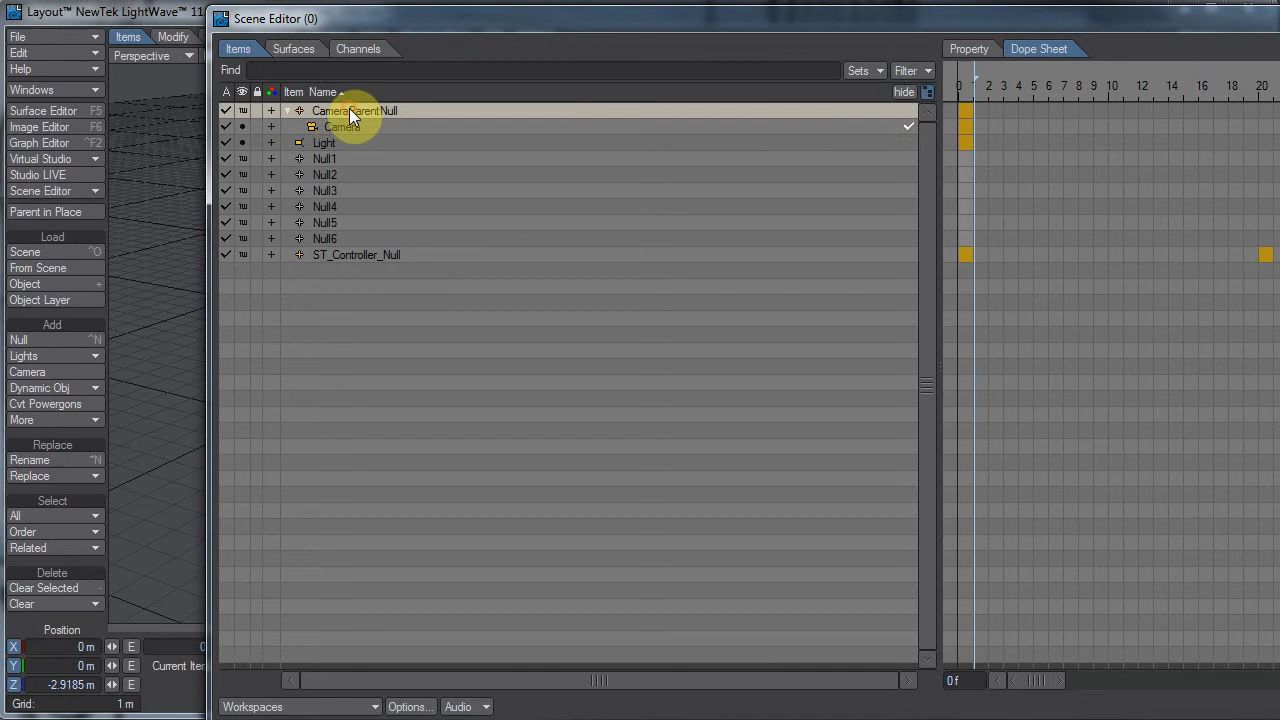 Layout™ NewTek LightWave™ 11
Scene Editor (0)
File
Edit
Help
Windows
Surface Editor F5
Image Editor F6
Graph Editor ^F2
Virtual Studio
Studio LIVE
Scene Editor
Parent in Place
Load
Scene ^O
From Scene
Object +
Object Layer
Add
Null ^N
Lights
Camera
Dynamic Obj
Cvt Powergons
More
Replace
Rename ^N
Replace
Select
All
Order
Related
Delete
Clear Selected -
Clear
Position
X 0 m E
Y 0 m E
Z -2.9185 m E
Grid: 1 m
Items Modify
Perspective
Current Iter
Items Surfaces Channels
Find Sets Filter
A Item Name hide
CameraParentNull
Camera
Light
Null1
Null2
Null3
Null4
Null5
Null6
ST_Controller_Null
Workspaces Options... Audio
Property Dope Sheet
0 2 3 4 5 6 7 8 9 10 12 14 16 18 20
0 f